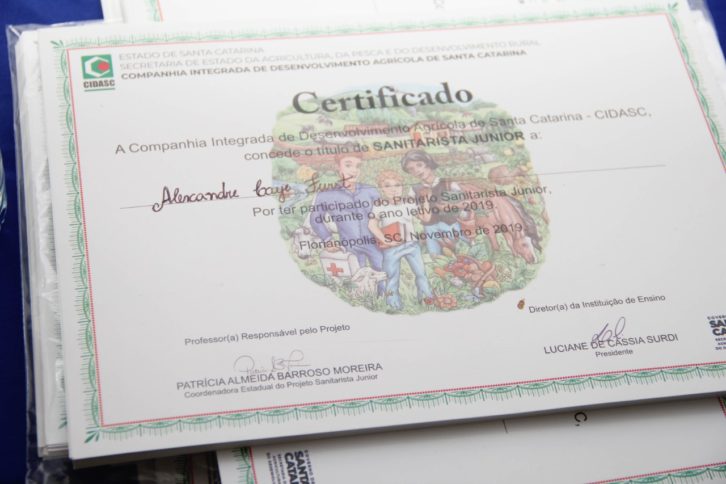 ESTADO DE SANTA CATARINA
SECRETARIA DE ESTADO DA AGRICULTURA, DA PESCA E DO DESENVOLVIMENTO RURAL
COMPANHIA INTEGRADA DE DESENVOLVIMENTO AGRÍCOLA DE SANTA CATARINA
CIDASC
Certificado
A Companhia Integrada de Desenvolvimento Agrícola de Santa Catarina - CIDASC,
concede o título de SANITARISTA JUNIOR a:
Alexandre Caye Furst
Por ter participado do Projeto Sanitarista Junior,
durante o ano letivo de 2019.
Florianópolis, SC, Novembro de 2019.
Professor(a) Responsável pelo Projeto
Diretor(a) da Instituição de Ensino
PATRÍCIA ALMEIDA BARROSO MOREIRA
Coordenadora Estadual do Projeto Sanitarista Junior
LUCIANE DE CÁSSIA SURDI
Presidente